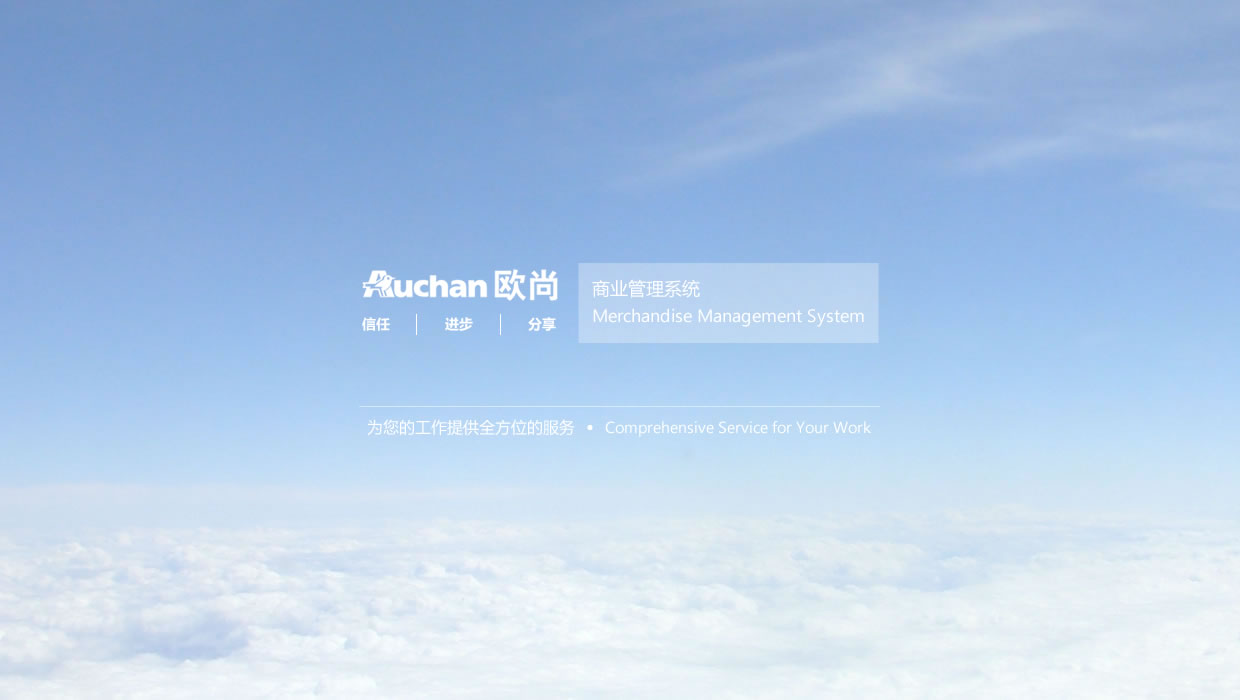 Auchan 欧尚
信任 | 进步 | 分享
商业管理系统
Merchandise Management System
为您的工作提供全方位的服务 • Comprehensive Service for Your Work